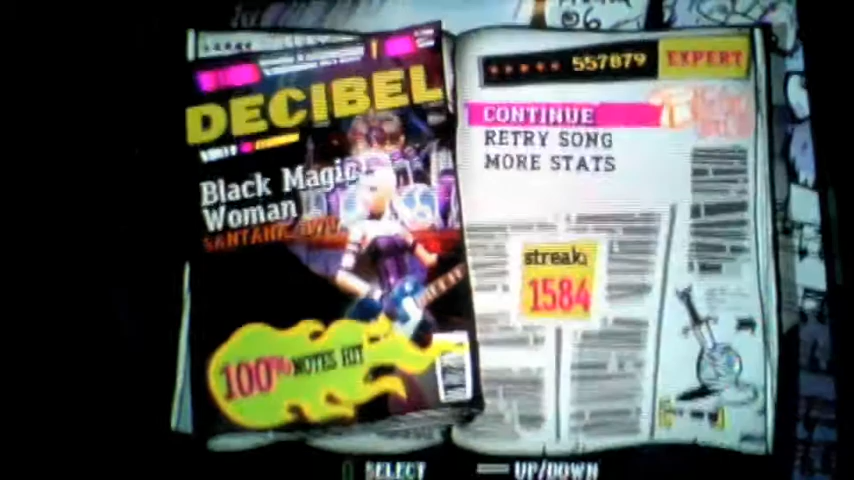 DECIBEL
Black Magic
Woman
SANTANA
100% NOTES HIT
557879 EXPERT
CONTINUE
RETRY SONG
MORE STATS
streak:
1584
SELECT UP/DOWN